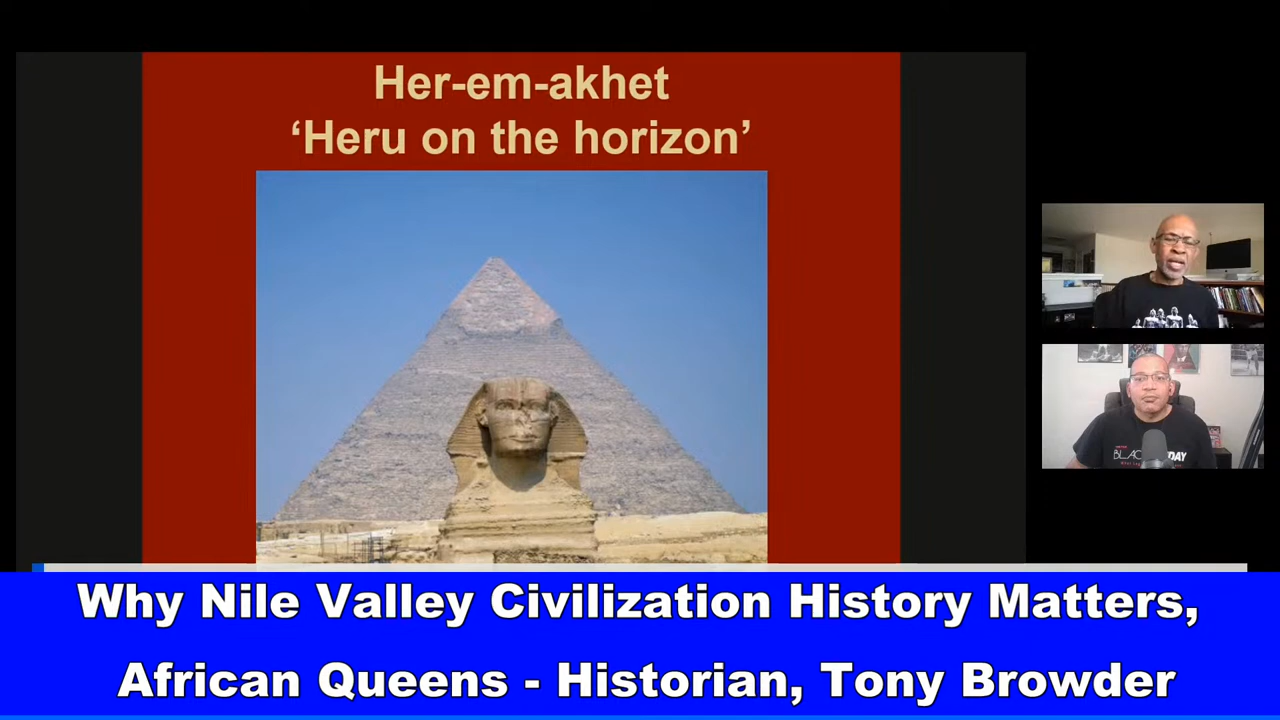 Her-em-akhet
‘Heru on the horizon’
Why Nile Valley Civilization History Matters,
African Queens - Historian, Tony Browder